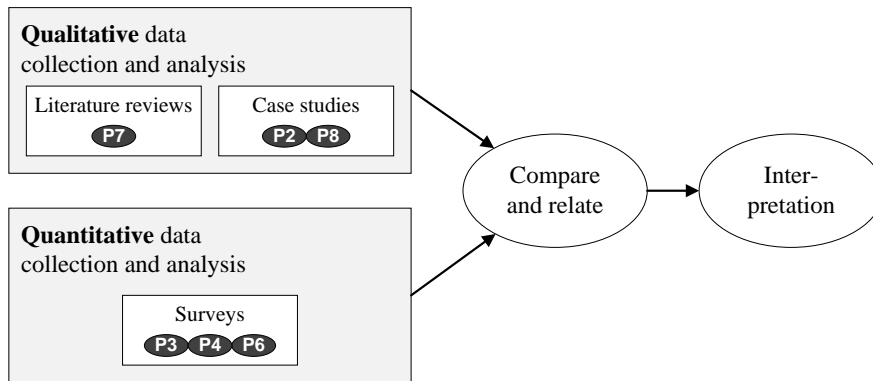 Qualitative data
collection and analysis
Literature reviews
P7
Case studies
P2 P8
Quantitative data
collection and analysis
Surveys
P3 P4 P6
Compare
and relate
Inter-
pretation